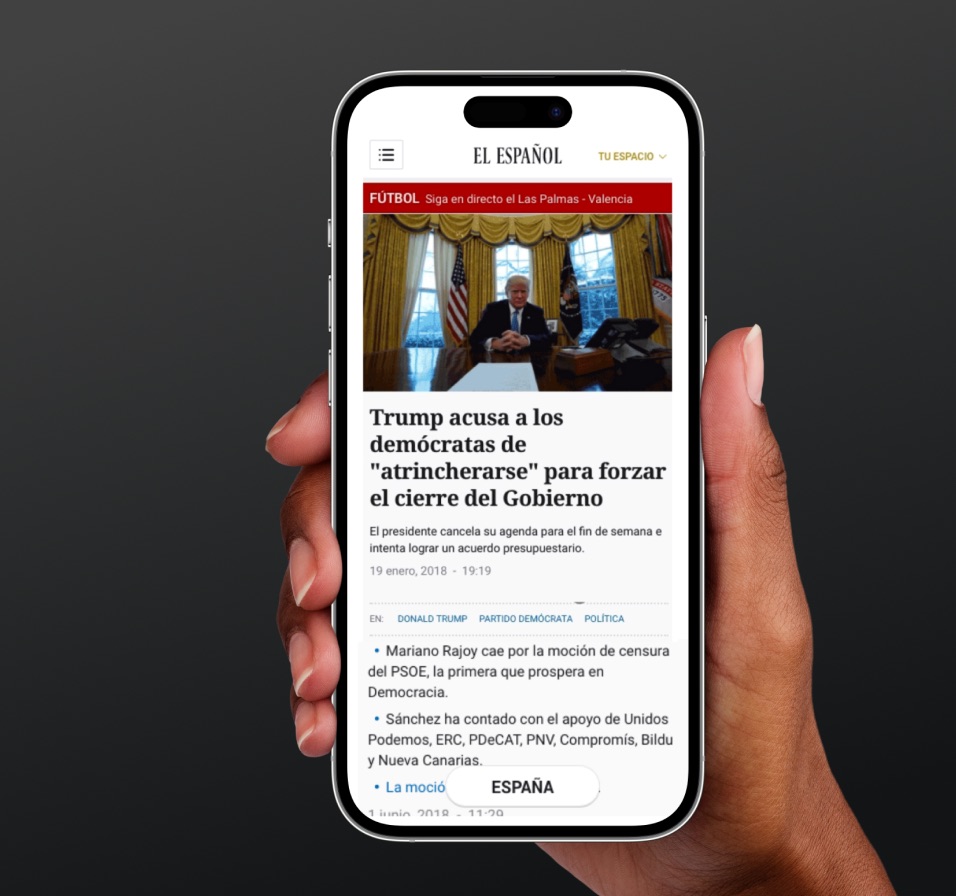 EL ESPAÑOL
TU ESPACIO
FÚTBOL Siga en directo el Las Palmas - Valencia
Trump acusa a los
demócratas de
"atrincherarse" para forzar
el cierre del Gobierno
El presidente cancela su agenda para el fin de semana e
intenta lograr un acuerdo presupuestario.
19 enero, 2018 - 19:19
EN: DONALD TRUMP PARTIDO DEMÓCRATA POLÍTICA
• Mariano Rajoy cae por la moción de censura
del PSOE, la primera que prospera en
Democracia.
• Sánchez ha contado con el apoyo de Unidos
Podemos, ERC, PDeCAT, PNV, Compromís, Bildu
y Nueva Canarias.
• La moció
ESPAÑA
1 junio, 2018 - 11:29